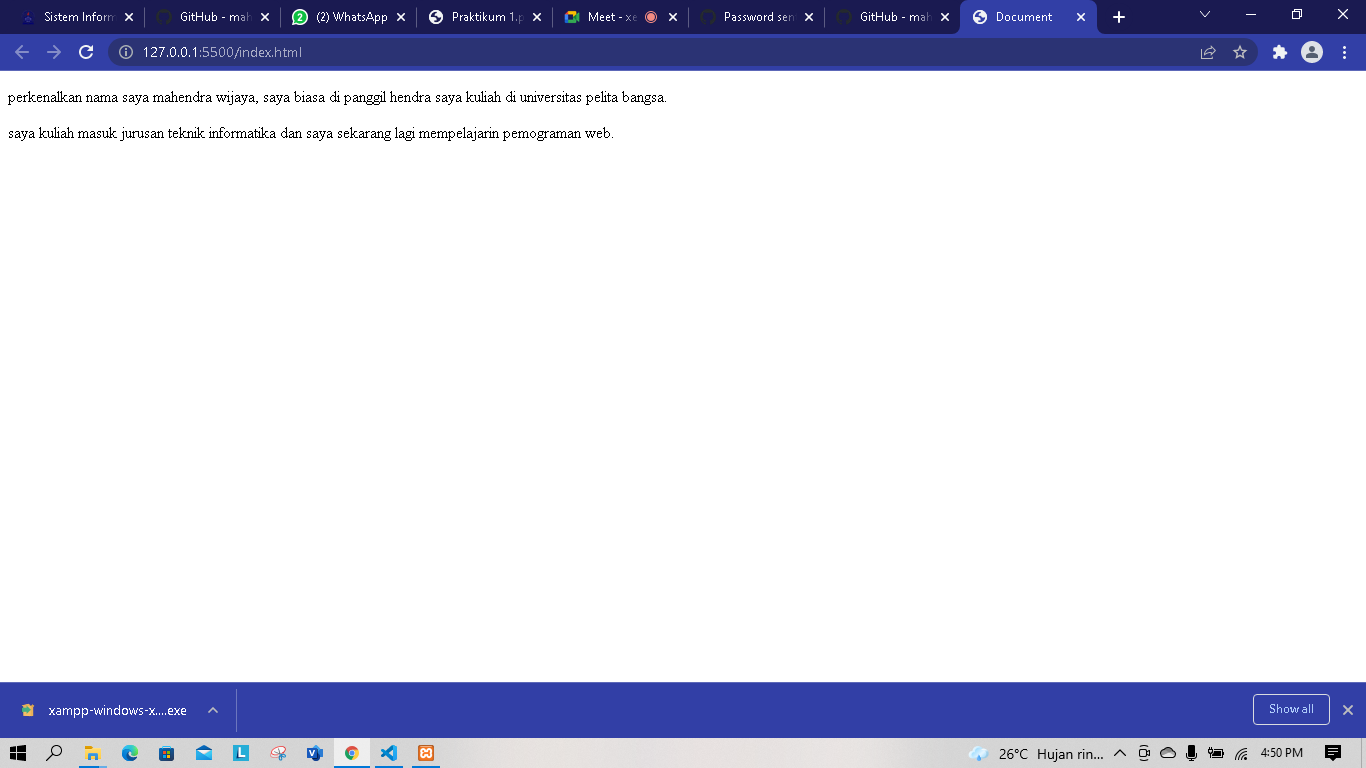 Sistem Inform
GitHub - mah
(2) WhatsApp
Praktikum 1.p
Meet - xe
Password sen
GitHub - mah
Document
127.0.0.1:5500/index.html
perkenalkan nama saya mahendra wijaya, saya biasa di panggil hendra saya kuliah di universitas pelita bangsa.
saya kuliah masuk jurusan teknik informatika dan saya sekarang lagi mempelajarin pemograman web.
xampp-windows-x....exe
Show all
26°C Hujan rin...
4:50 PM